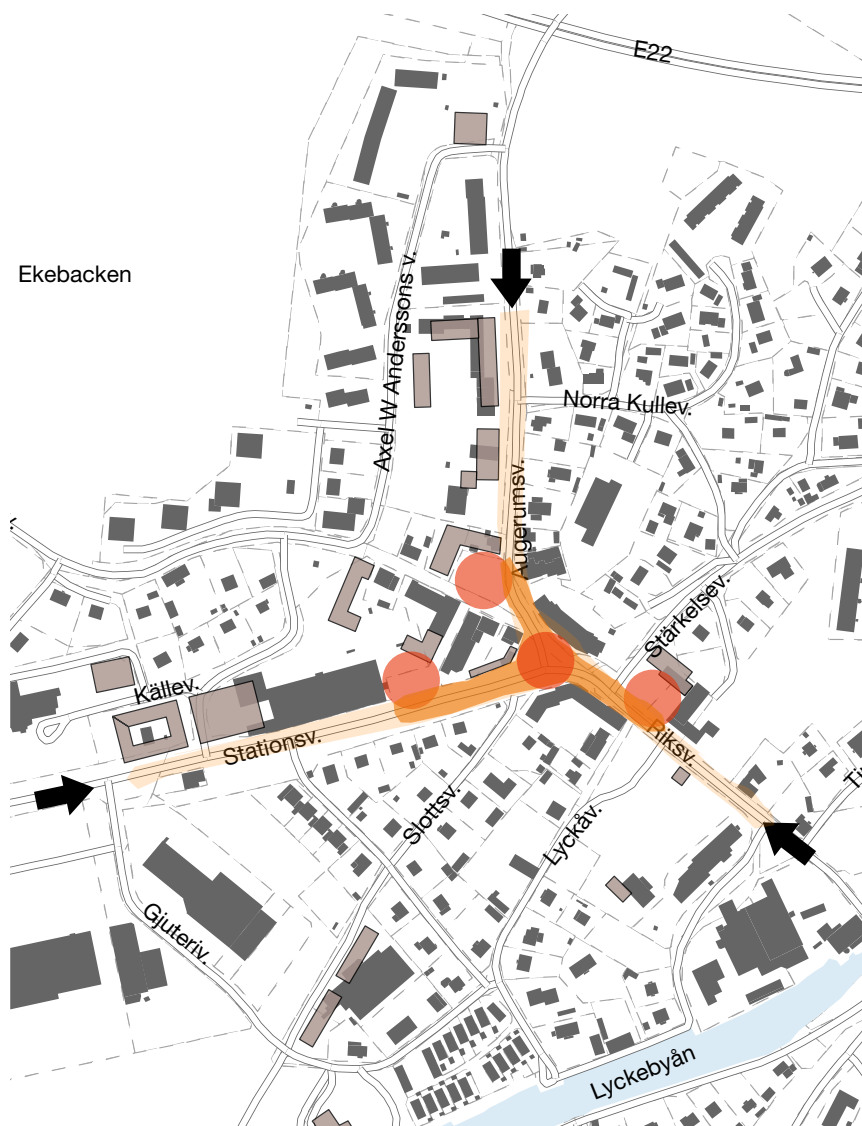 E22
Ekebacken
Axel W Anderssons v.
Norra Kullev.
Augerumsv.
Stärkelsev.
Källev.
Stationsv.
Riksv.
Slottsv.
Lyckåv.
Gjuteriv.
Lyckebyån